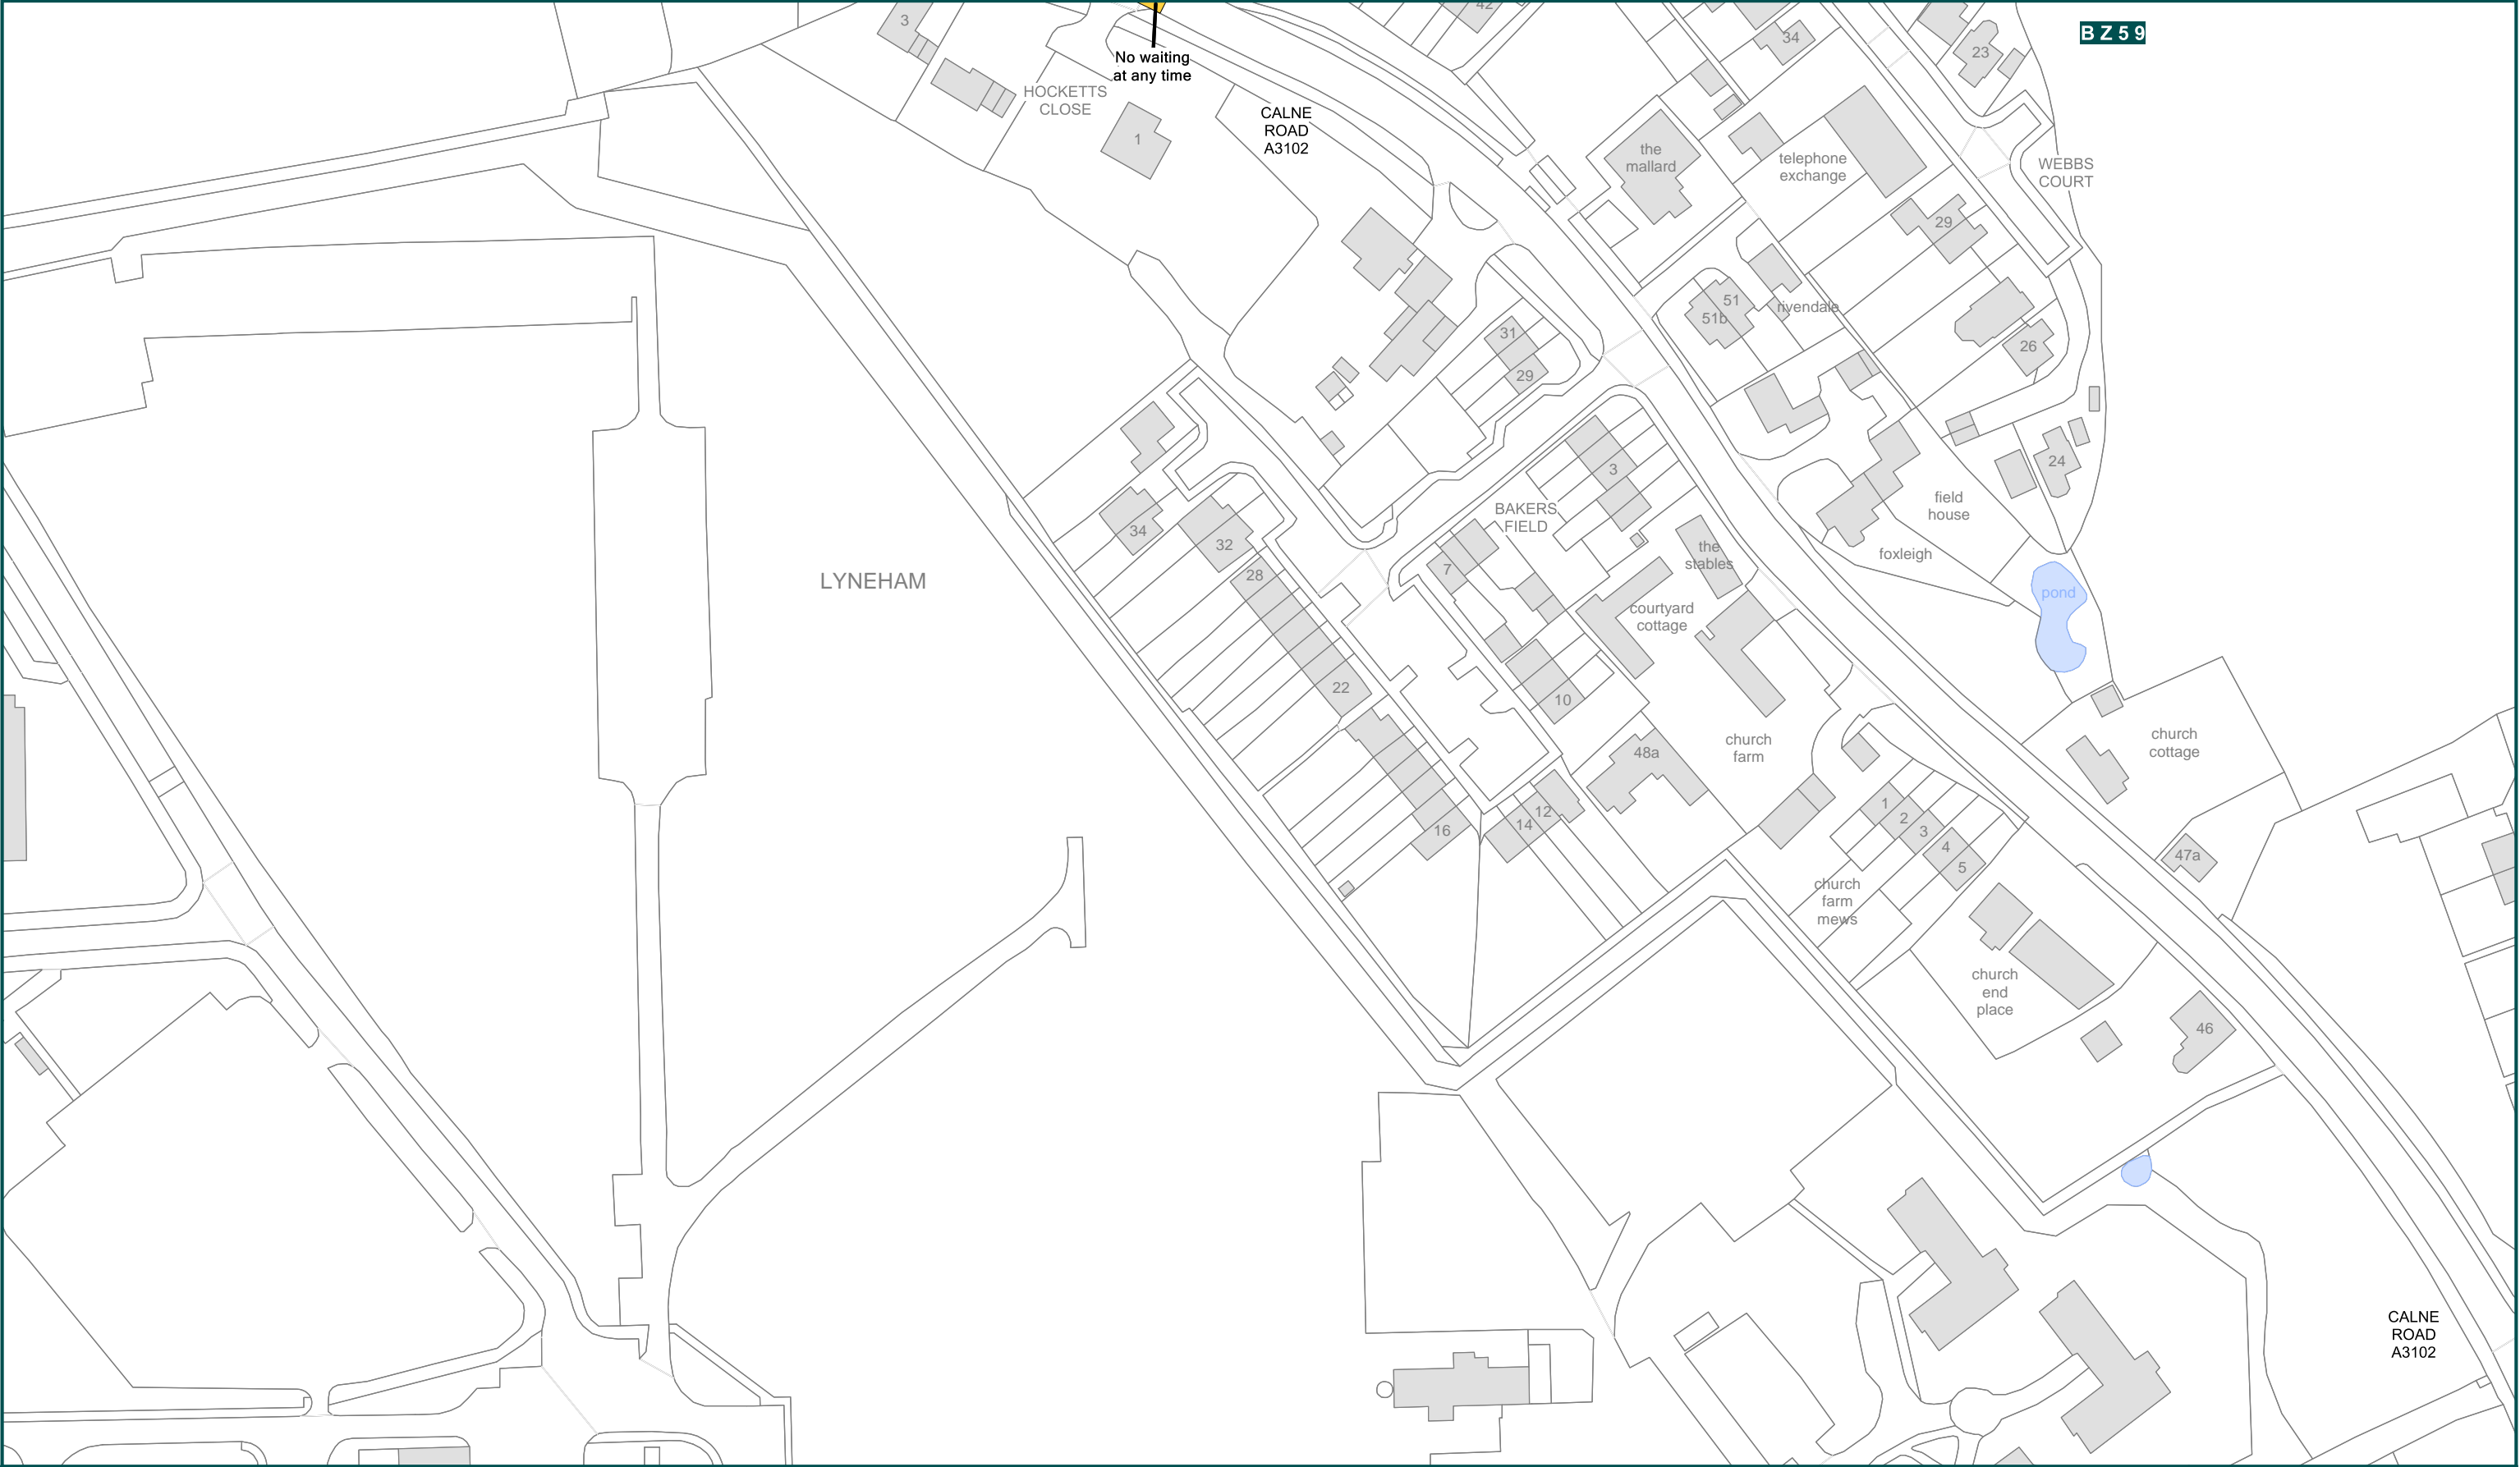 42
B Z 5 9
3
34
23
No waiting
at any time
HOCKETTS
CLOSE
CALNE
ROAD
A3102
1
the
mallard
telephone
exchange
WEBBS
COURT
29
51
51b
rivendale
31
29
26
3
24
BAKERS
FIELD
field
house
34
32
the
stables
foxleigh
7
28
LYNEHAM
pond
courtyard
cottage
22
10
church
farm
48a
church
cottage
1
2
3
4
5
12
14
16
47a
church
farm
mews
church
end
place
46
CALNE
ROAD
A3102